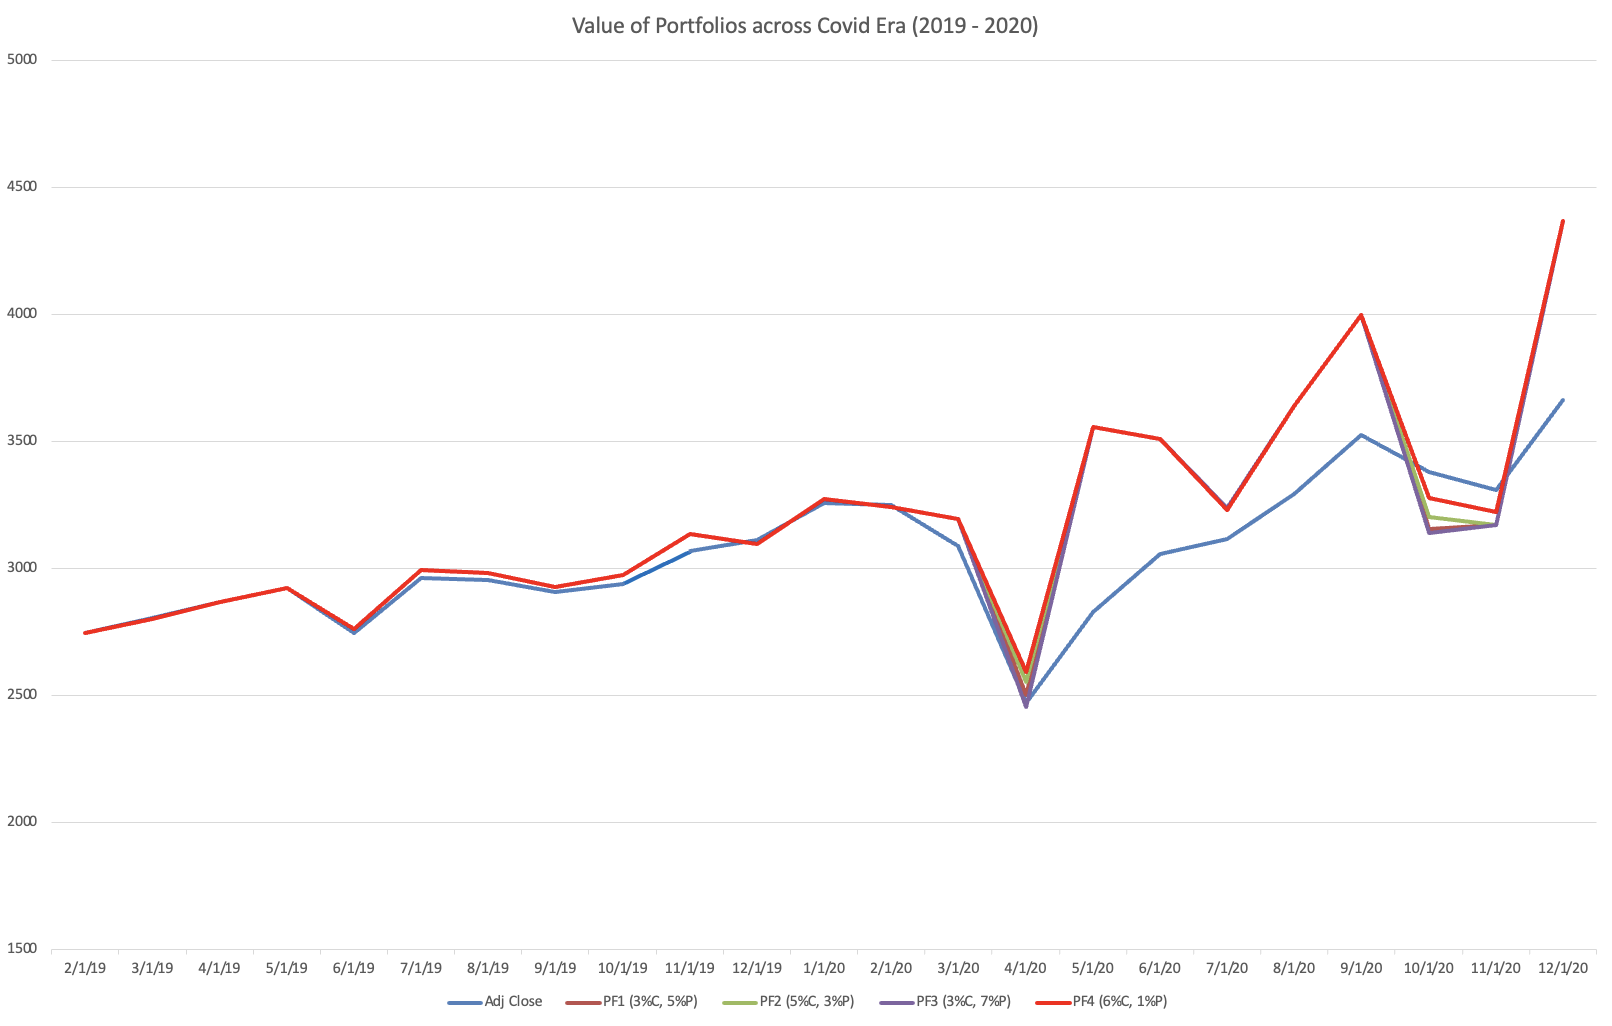 Value of Portfolios across Covid Era (2019 - 2020)
5000
4500
4000
3500
3000
2500
2000
1500
2/1/19 3/1/19 4/1/19 5/1/19 6/1/19 7/1/19 8/1/19 9/1/19 10/1/19 11/1/19 12/1/19 1/1/20 2/1/20 3/1/20 4/1/20 5/1/20 6/1/20 7/1/20 8/1/20 9/1/20 10/1/20 11/1/20 12/1/20
Adj Close PF1 (3%C, 5%P) PF2 (5%C, 3%P) PF3 (3%C, 7%P) PF4 (6%C, 1%P)